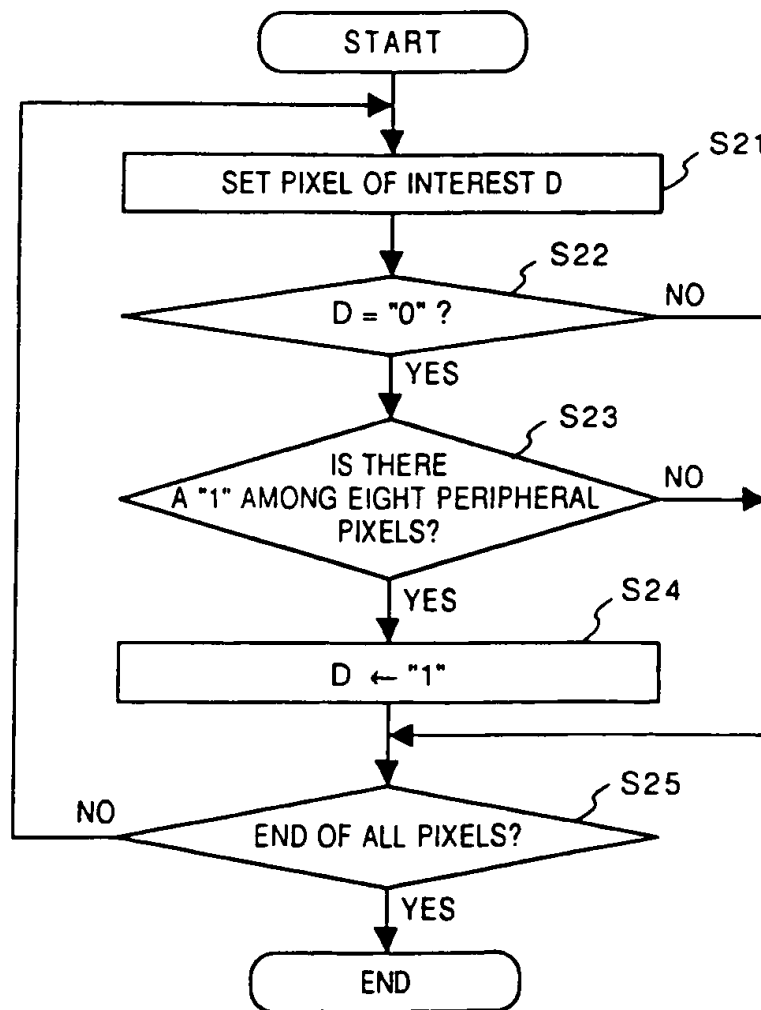 START
S21
SET PIXEL OF INTEREST D
S22
D = "0" ?
NO
YES
S23
IS THERE
A "1" AMONG EIGHT PERIPHERAL
PIXELS?
NO
YES
S24
D ← "1"
S25
NO
END OF ALL PIXELS?
YES
END